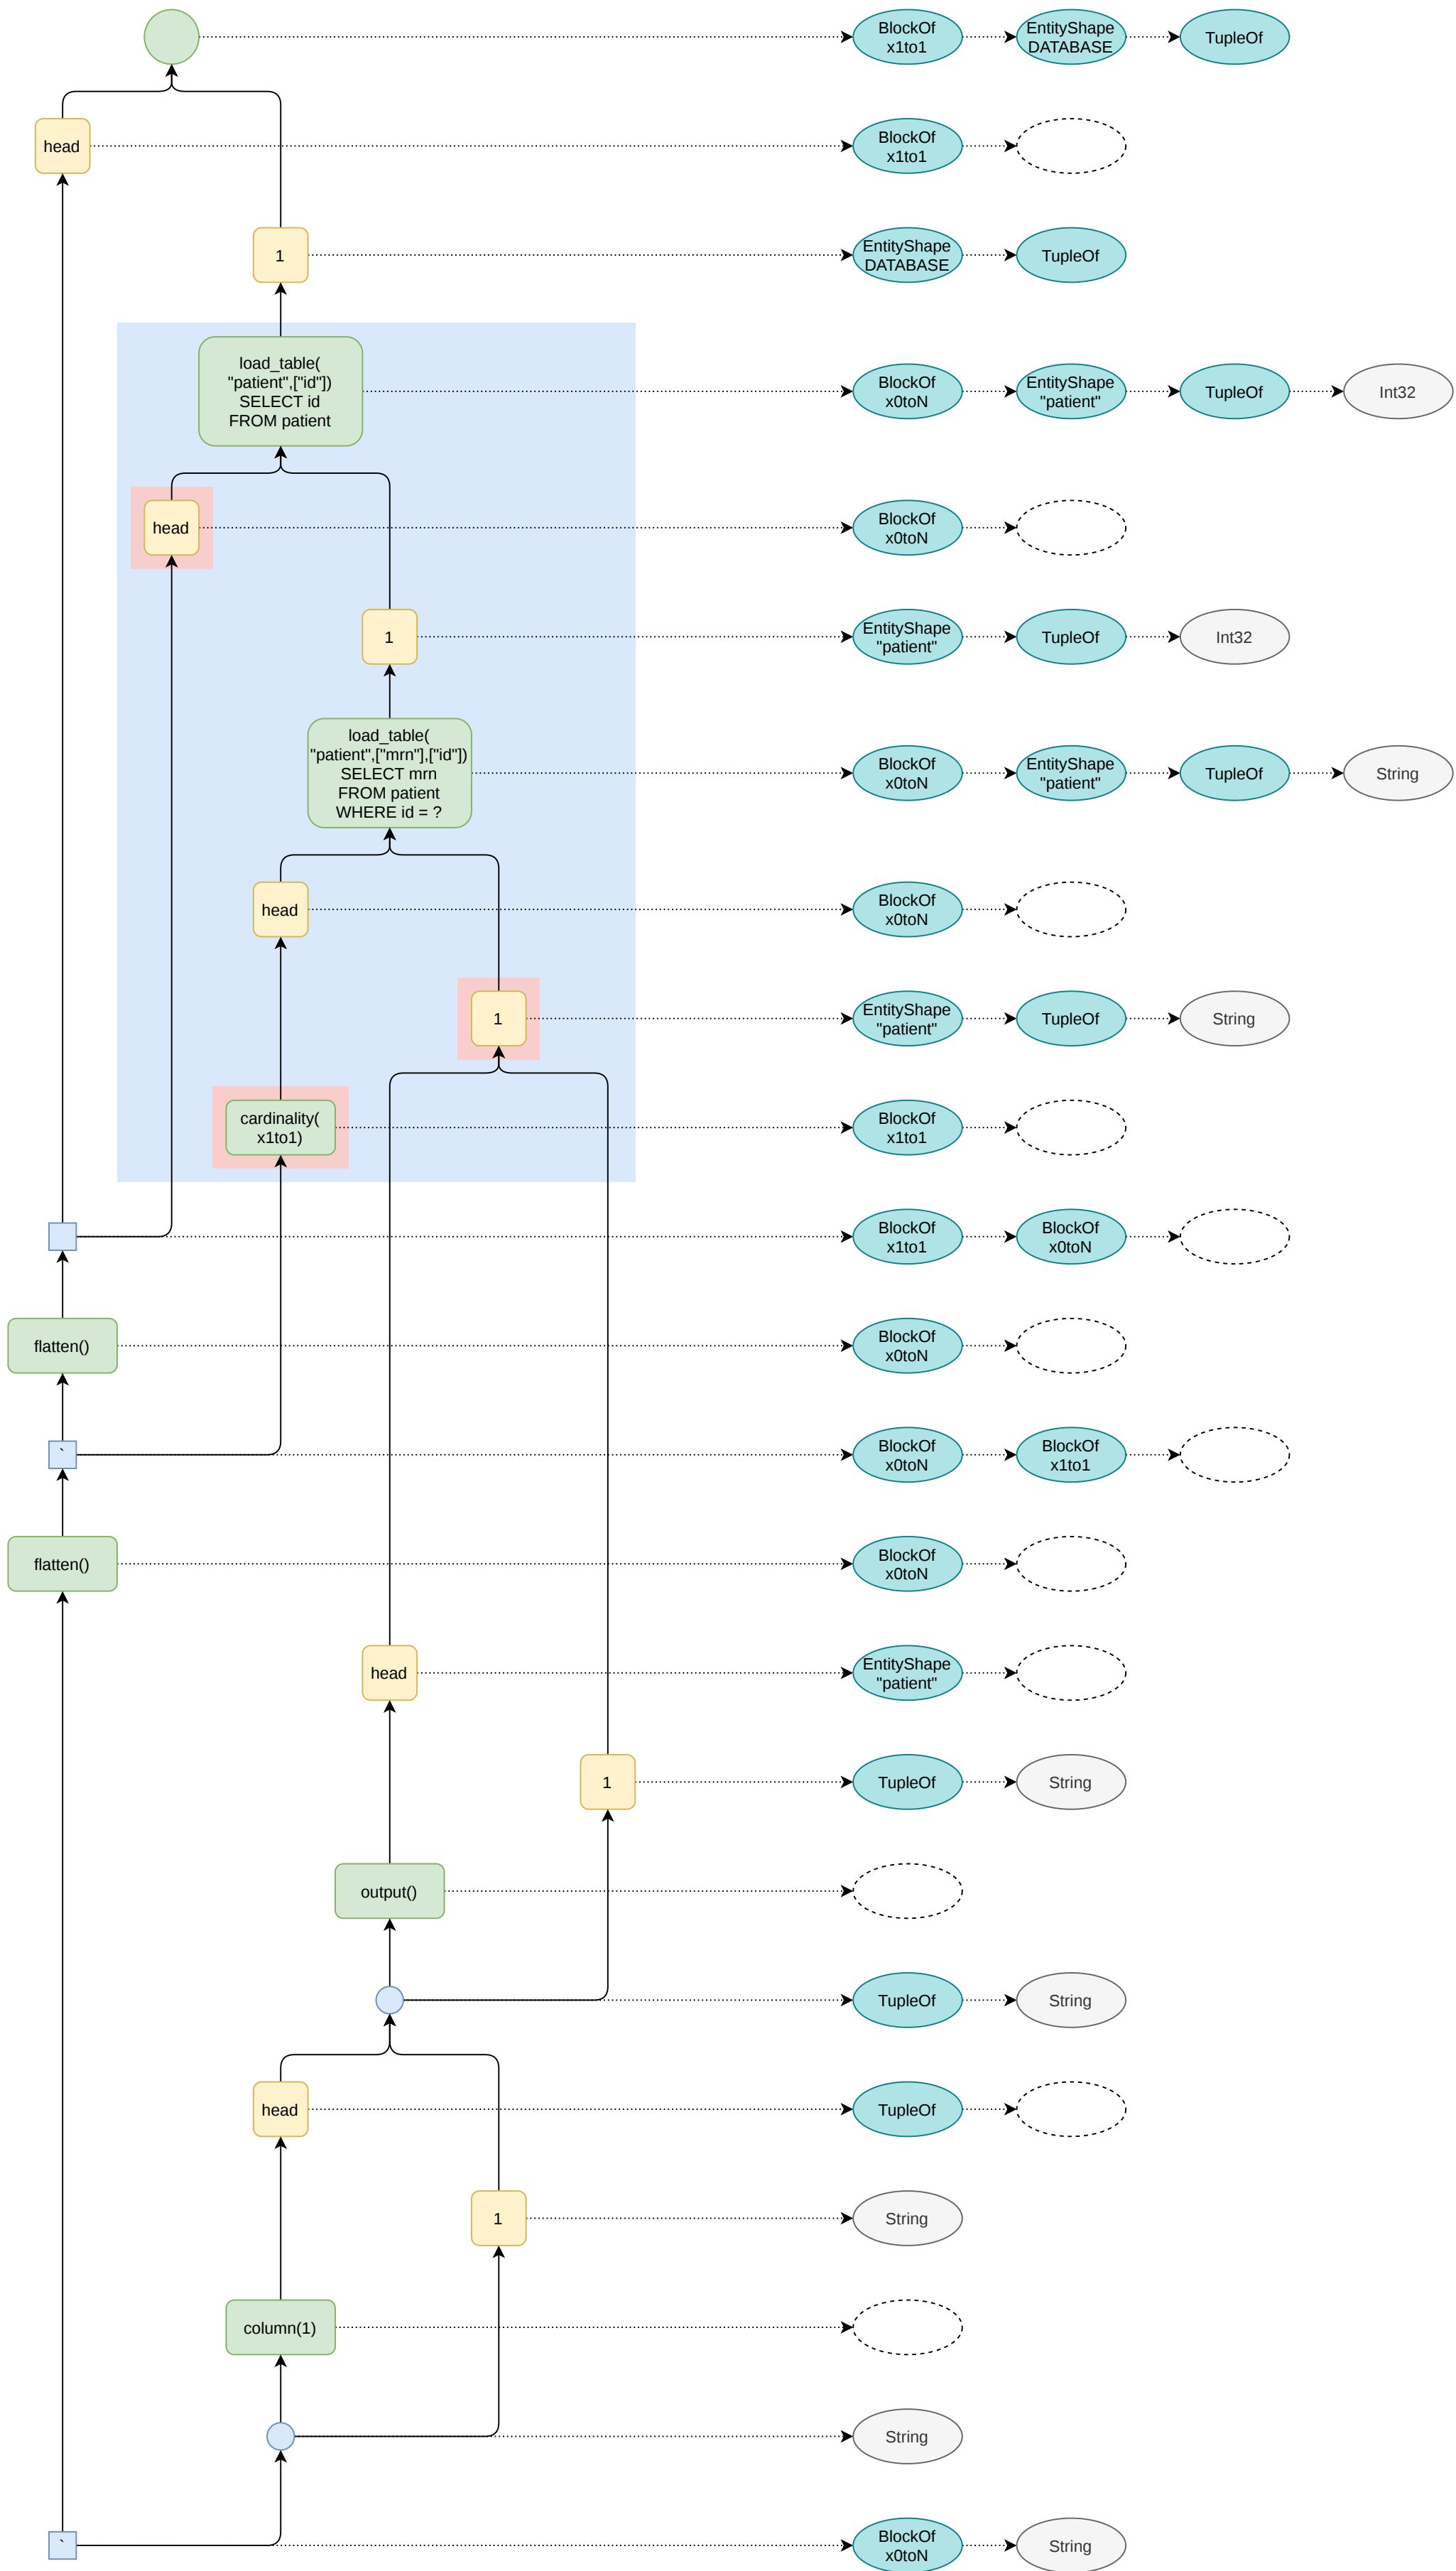 BlockOf
x1to1
EntityShape
DATABASE
TupleOf
head
BlockOf
x1to1
1
EntityShape
DATABASE
TupleOf
load_table(
"patient",["id"])
SELECT id
FROM patient
BlockOf
x0toN
EntityShape
"patient"
TupleOf
Int32
head
BlockOf
x0toN
1
EntityShape
"patient"
TupleOf
Int32
load_table(
"patient",["mrn"],["id"])
SELECT mrn
FROM patient
WHERE id = ?
BlockOf
x0toN
EntityShape
"patient"
TupleOf
String
head
BlockOf
x0toN
1
EntityShape
"patient"
TupleOf
String
cardinality(
x1to1)
BlockOf
x1to1
BlockOf
x1to1
BlockOf
x0toN
flatten()
BlockOf
x0toN
`
BlockOf
x0toN
BlockOf
x1to1
flatten()
BlockOf
x0toN
head
EntityShape
"patient"
1
TupleOf
String
output()
TupleOf
String
head
TupleOf
1
String
column(1)
String
`
BlockOf
x0toN
String